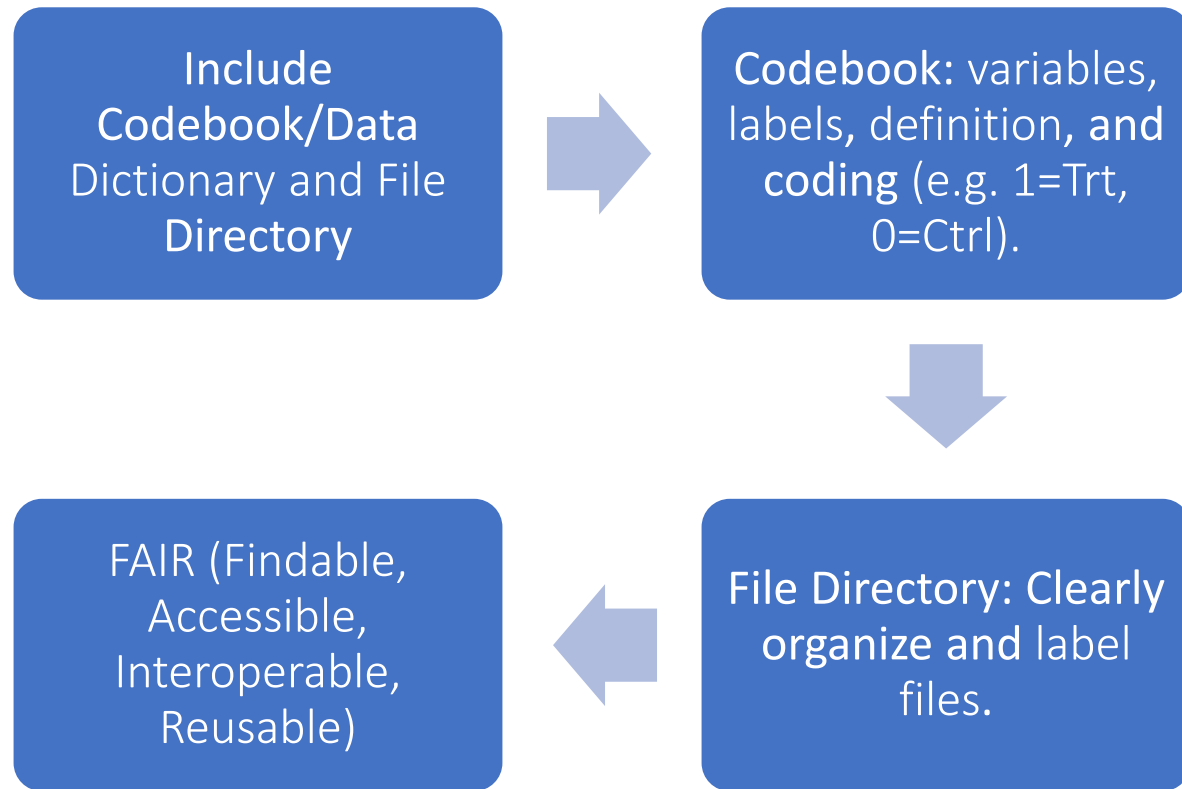 Include
Codebook/Data
Dictionary and File
Directory
Codebook: variables,
labels, definition, and
coding (e.g. 1=Trt,
0=Ctrl).
File Directory: Clearly
organize and label
files.
FAIR (Findable,
Accessible,
Interoperable,
Reusable)